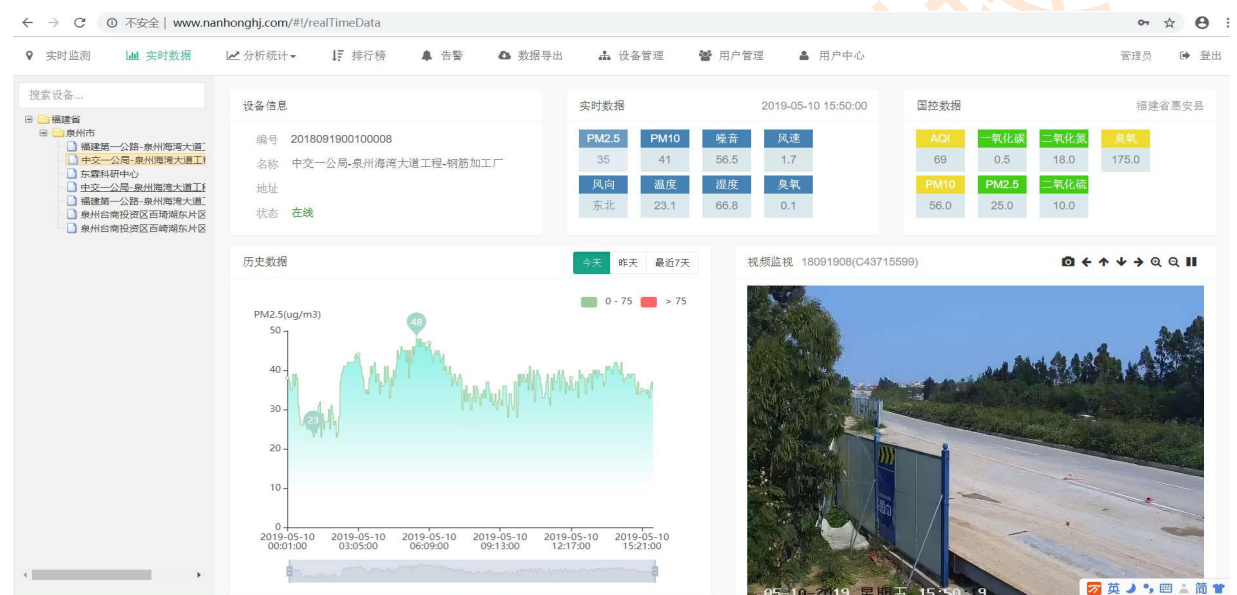 不安全 | www.nanhonghj.com/#!/realTimeData
实时监测 实时数据 分析统计 排行榜 告警 数据导出 设备管理 用户管理 用户中心 管理员 登出
搜索设备...
福建省
泉州市
福建第一公路-泉州海湾大道
中交一公局-泉州海湾大道工
东霖科研中心
中交一公局-泉州海湾大道工
福建第一公路-泉州海湾大道
泉州台商投资区百琦湖东片区
泉州台商投资区百崎湖东片区
设备信息
编号 2018091900100008
名称 中交一公局-泉州海湾大道工程-钢筋加工厂
地址
状态 在线
实时数据 2019-05-10 15:50:00
PM2.5 PM10 噪音 风速
35 41 56.5 1.7
风向 温度 湿度 臭氧
东北 23.1 66.8 0.1
国控数据 福建省惠安县
AQI 一氧化碳 二氧化氮 臭氧
69 0.5 18.0 175.0
PM10 PM2.5 二氧化硫
56.0 25.0 10.0
历史数据 今天 昨天 最近7天
0 - 75 > 75
PM2.5(ug/m3)
50
48
40
30
23
20
10
0
2019-05-10 2019-05-10 2019-05-10 2019-05-10 2019-05-10 2019-05-10
00:01:00 03:05:00 06:09:00 09:13:00 12:17:00 15:21:00
视频监视 18091908(C43715599)
05-10-2019 星期五 15:50: 9
英 简